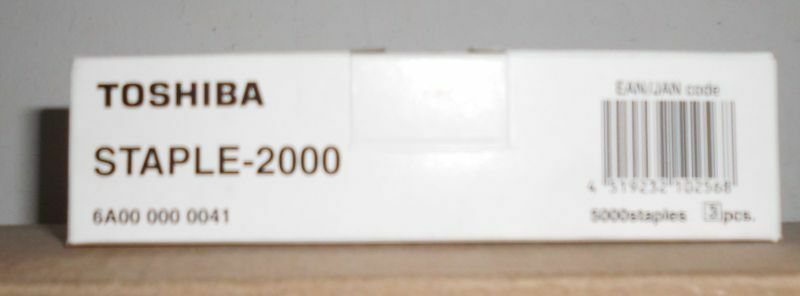 TOSHIBA
STAPLE-2000
6A00 000 0041
EAN/JAN code
4 519232 102568
5000staples 3pcs.